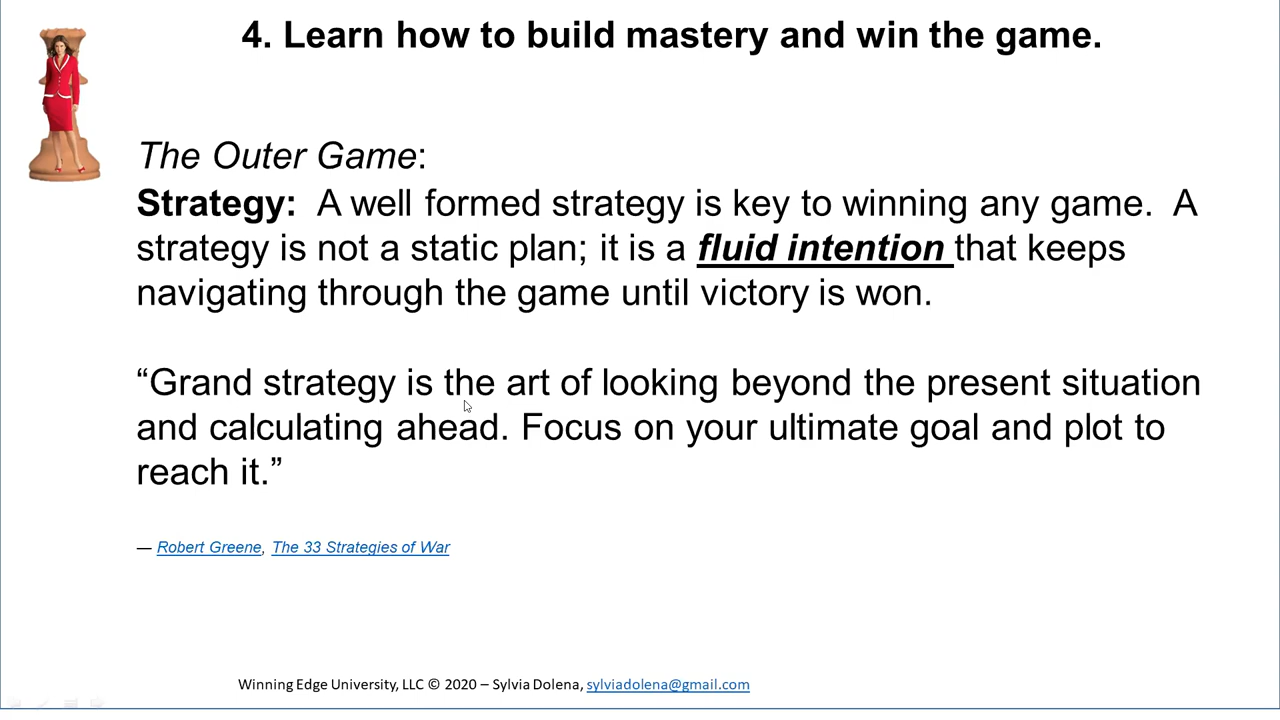 4. Learn how to build mastery and win the game.
The Outer Game:
Strategy:  A well formed strategy is key to winning any game.  A
strategy is not a static plan; it is a fluid intention that keeps
navigating through the game until victory is won.
“Grand strategy is the art of looking beyond the present situation
and calculating ahead. Focus on your ultimate goal and plot to
reach it.”
— Robert Greene, The 33 Strategies of War
Winning Edge University, LLC © 2020 – Sylvia Dolena, sylviadolena@gmail.com